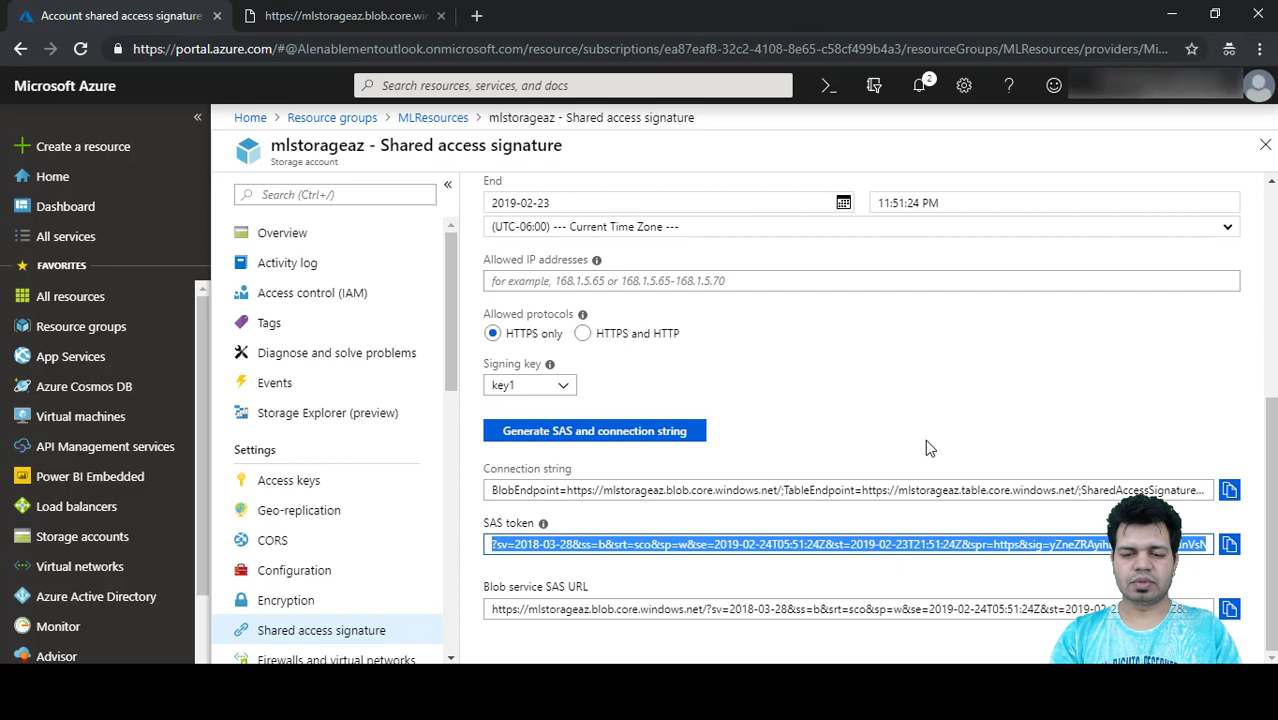 Account shared access signature
https://mlstorageaz.blob.core.win
https://portal.azure.com/#@AIenablementoutlook.onmicrosoft.com/resource/subscriptions/ea87eaf8-32c2-4108-8e65-c58cf499b4a3/resourceGroups/MLResources/providers/Mi...
Microsoft Azure
Search resources, services, and docs
2
Create a resource
Home
Dashboard
All services
FAVORITES
All resources
Resource groups
App Services
Azure Cosmos DB
Virtual machines
API Management services
Power BI Embedded
Load balancers
Storage accounts
Virtual networks
Azure Active Directory
Monitor
Advisor
Home
Resource groups
MLResources
mlstorageaz - Shared access signature
mlstorageaz - Shared access signature
Storage account
Search (Ctrl+/)
Overview
Activity log
Access control (IAM)
Tags
Diagnose and solve problems
Events
Storage Explorer (preview)
Settings
Access keys
Geo-replication
CORS
Configuration
Encryption
Shared access signature
Firewalls and virtual networks
End
2019-02-23
11:51:24 PM
(UTC-06:00) --- Current Time Zone ---
Allowed IP addresses
for example, 168.1.5.65 or 168.1.5.65-168.1.5.70
Allowed protocols
HTTPS only
HTTPS and HTTP
Signing key
key1
Generate SAS and connection string
Connection string
BlobEndpoint=https://mlstorageaz.blob.core.windows.net/;TableEndpoint=https://mlstorageaz.table.core.windows.net/;SharedAccessSignature...
SAS token
?sv=2018-03-28&ss=b&srt=sco&sp=w&se=2019-02-24T05:51:24Z&st=2019-02-23T21:51:24Z&spr=https&sig=yZneZRAyih
Blob service SAS URL
https://mlstorageaz.blob.core.windows.net/?sv=2018-03-28&ss=b&srt=sco&sp=w&se=2019-02-24T05:51:24Z&st=2019-02-23